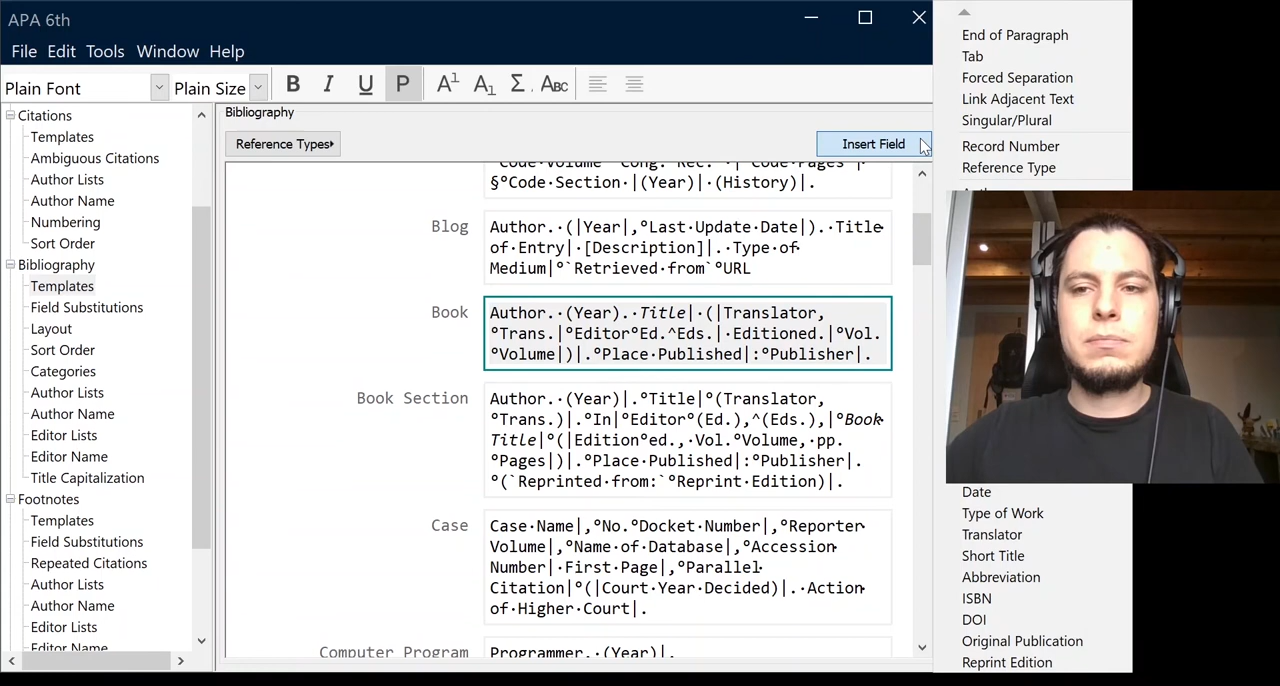 APA 6th
File Edit Tools Window Help
Plain Font Plain Size B I U P A¹ A₁ Σ ABC
Citations
Templates
Ambiguous Citations
Author Lists
Author Name
Numbering
Sort Order
Bibliography
Templates
Field Substitutions
Layout
Sort Order
Categories
Author Lists
Author Name
Editor Lists
Editor Name
Title Capitalization
Footnotes
Templates
Field Substitutions
Repeated Citations
Author Lists
Author Name
Editor Lists
Editor Name
Bibliography
Reference Types
Insert Field
Code·Volume°Cong.·Rec.°·|°Code·Pages°|·
§°Code·Section·|(Year)|·(History)|.
Blog
Author.·(|Year|,°Last·Update·Date|).·Title·
of·Entry|·[Description]|.·Type·of·
Medium|°`Retrieved·from`°URL
Book
Author.·(Year).·Title|·(|Translator,
°Trans.|°Editor°Ed.^Eds.|·Editioned.|°Vol.
°Volume|)|.°Place·Published|:°Publisher|.
Book Section
Author.·(Year)|.°Title|°(Translator,
°Trans.)|.°In|°Editor°(Ed.),^(Eds.),|°Book·
Title|°(|Edition°ed.,·Vol.°Volume,·pp.
°Pages|)|.°Place·Published|:°Publisher|.
°(`Reprinted·from:`°Reprint·Edition)|.
Case
Case·Name|,°No.°Docket·Number|,°Reporter·
Volume|,°Name·of·Database|,°Accession·
Number|·First·Page|,°Parallel·
Citation|°(|Court·Year·Decided)|.·Action·
of·Higher·Court|.
Computer Program
Programmer.·(Year)|.
End of Paragraph
Tab
Forced Separation
Link Adjacent Text
Singular/Plural
Record Number
Reference Type
Date
Type of Work
Translator
Short Title
Abbreviation
ISBN
DOI
Original Publication
Reprint Edition